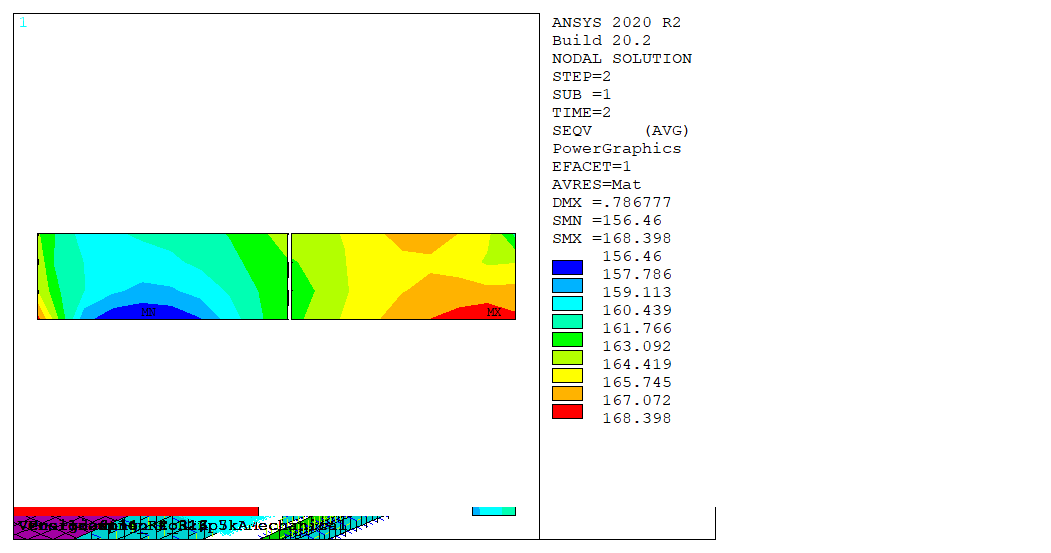 1
ANSYS 2020 R2
Build 20.2
NODAL SOLUTION
STEP=2
SUB =1
TIME=2
SEQV (AVG)
PowerGraphics
EFACET=1
AVRES=Mat
DMX =.786777
SMN =156.46
SMX =168.398
156.46
157.786
159.113
160.439
161.766
163.092
164.419
165.745
167.072
168.398
MN
MX